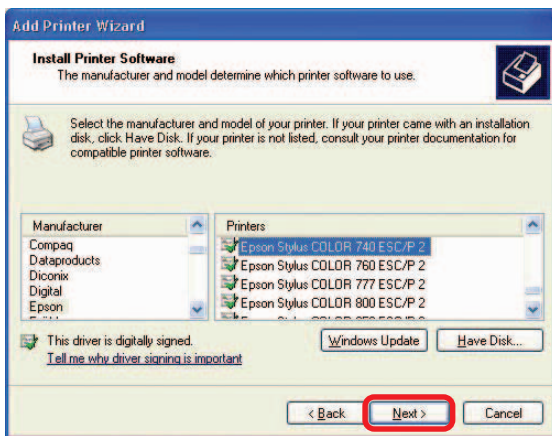 Add Printer Wizard
Install Printer Software
The manufacturer and model determine which printer software to use.
Select the manufacturer and model of your printer. If your printer came with an installation
disk, click Have Disk. If your printer is not listed, consult your printer documentation for
compatible printer software.
Manufacturer
Compaq
Dataproducts
Diconix
Digital
Epson
Printers
Epson Stylus COLOR 740 ESC/P 2
Epson Stylus COLOR 760 ESC/P 2
Epson Stylus COLOR 777 ESC/P 2
Epson Stylus COLOR 800 ESC/P 2
This driver is digitally signed.
Tell me why driver signing is important
Windows Update
Have Disk...
< Back
Next >
Cancel